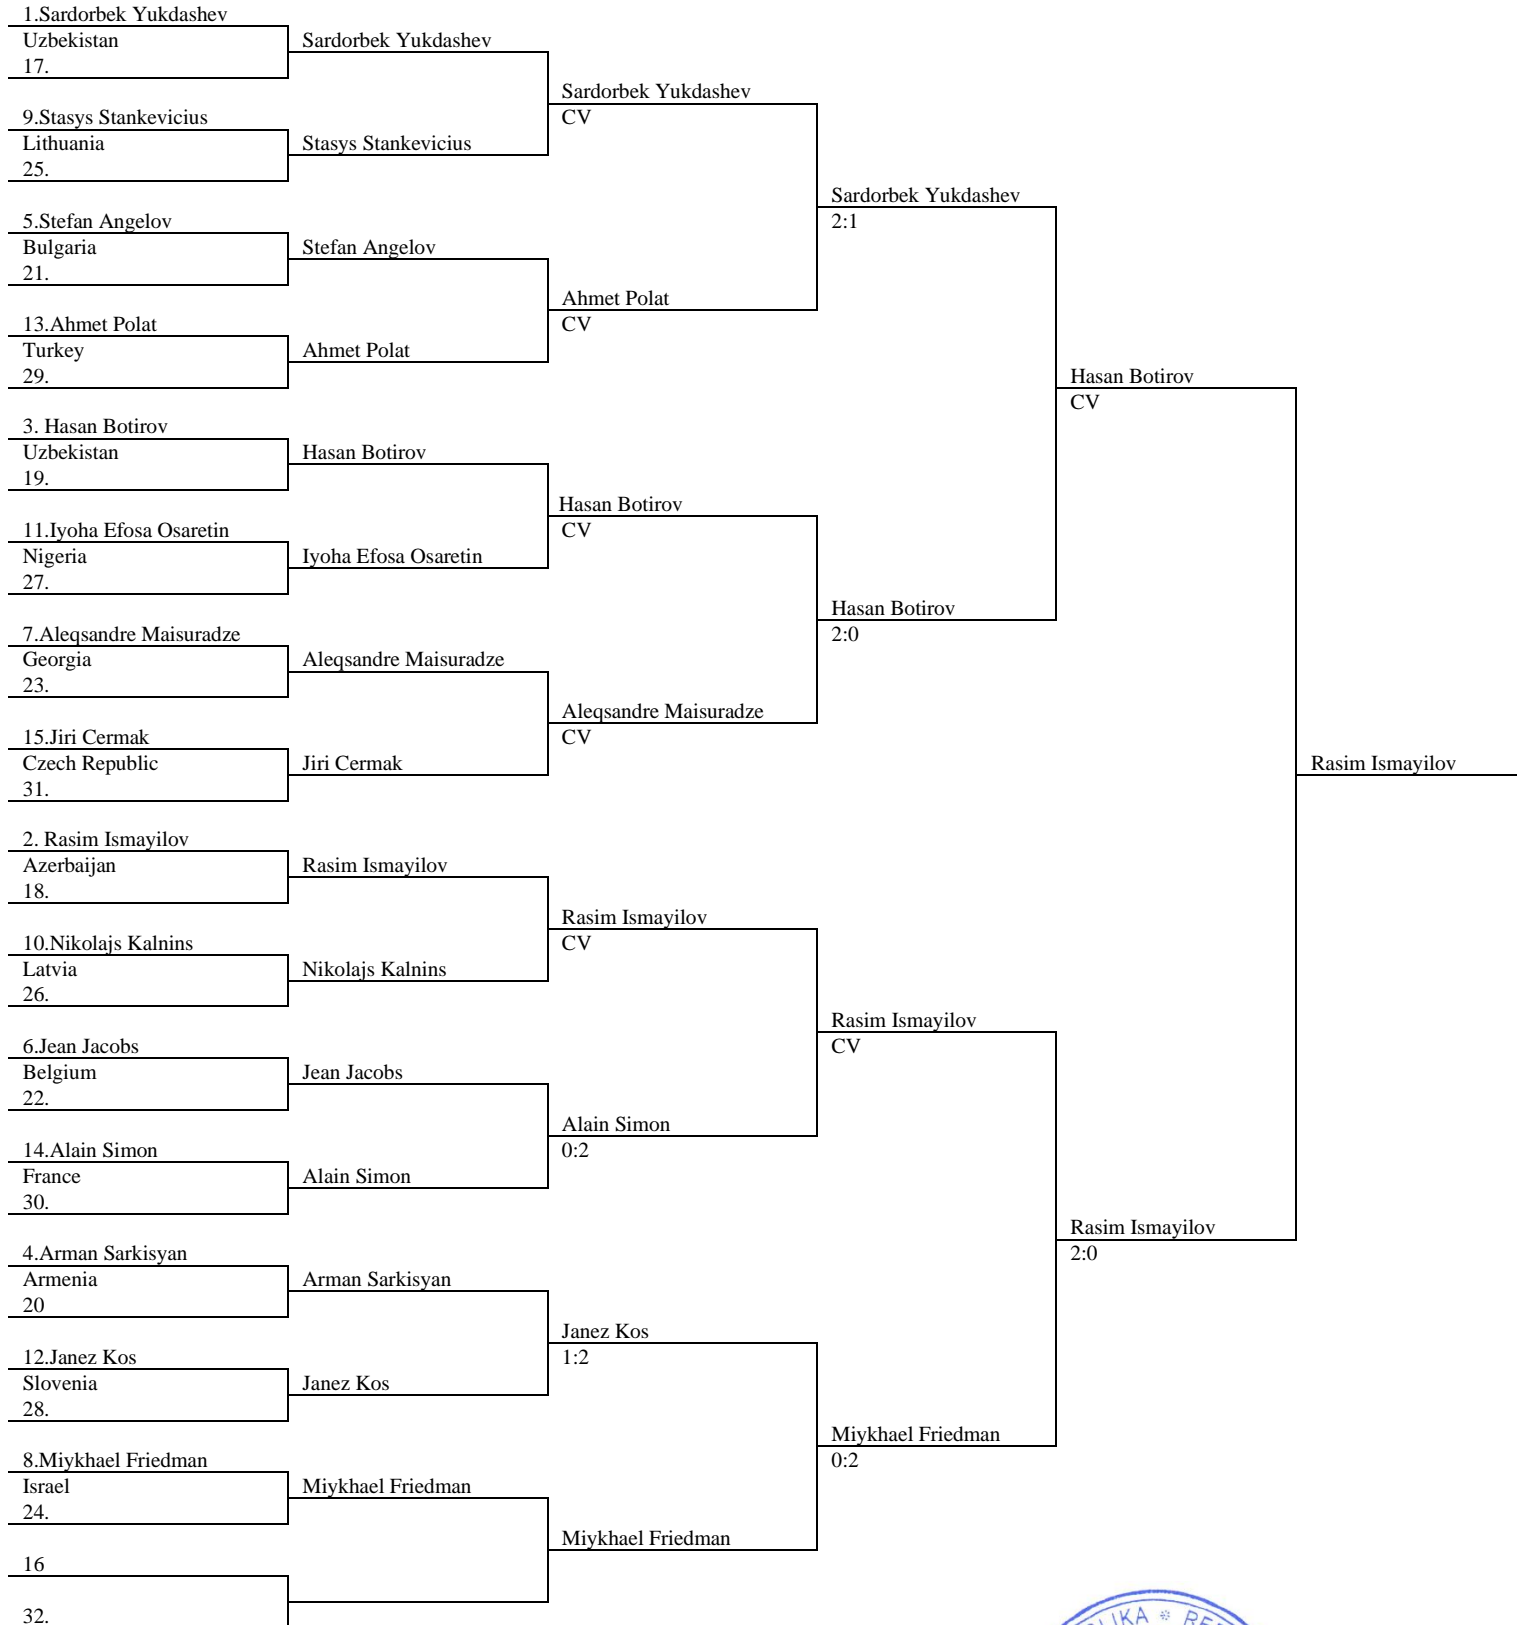 1.Sardorbek Yukdashev
Uzbekistan
17.
9.Stasys Stankevicius
Lithuania
25.
5.Stefan Angelov
Bulgaria
21.
13.Ahmet Polat
Turkey
29.
3. Hasan Botirov
Uzbekistan
19.
11.Iyoha Efosa Osaretin
Nigeria
27.
7.Aleqsandre Maisuradze
Georgia
23.
15.Jiri Cermak
Czech Republic
31.
2. Rasim Ismayilov
Azerbaijan
18.
10.Nikolajs Kalnins
Latvia
26.
6.Jean Jacobs
Belgium
22.
14.Alain Simon
France
30.
4.Arman Sarkisyan
Armenia
20
12.Janez Kos
Slovenia
28.
8.Miykhael Friedman
Israel
24.
16
32.
Sardorbek Yukdashev
Stasys Stankevicius
Stefan Angelov
Ahmet Polat
Hasan Botirov
Iyoha Efosa Osaretin
Aleqsandre Maisuradze
Jiri Cermak
Rasim Ismayilov
Nikolajs Kalnins
Jean Jacobs
Alain Simon
Arman Sarkisyan
Janez Kos
Miykhael Friedman
Sardorbek Yukdashev
CV
Ahmet Polat
CV
Hasan Botirov
CV
Aleqsandre Maisuradze
CV
Rasim Ismayilov
CV
Alain Simon
0:2
Janez Kos
1:2
Miykhael Friedman
Sardorbek Yukdashev
2:1
Hasan Botirov
2:0
Rasim Ismayilov
CV
Miykhael Friedman
0:2
Hasan Botirov
CV
Rasim Ismayilov
2:0
Rasim Ismayilov